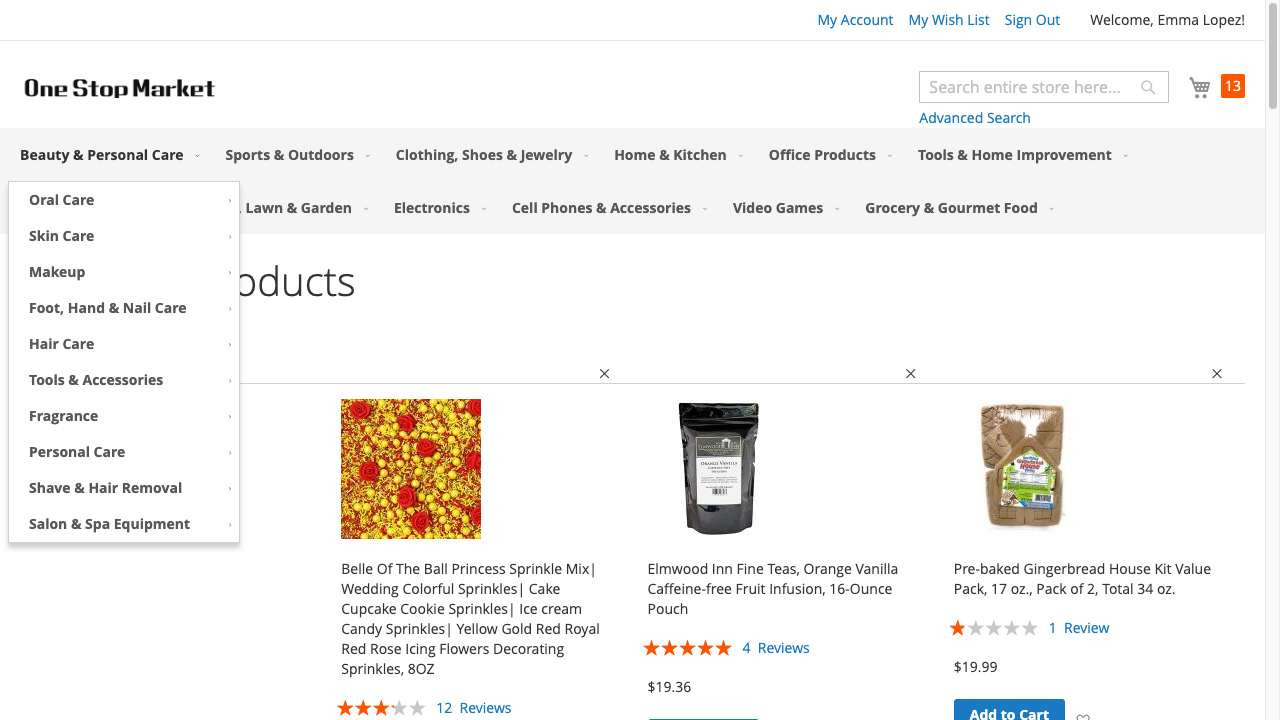 My Account My Wish List Sign Out Welcome, Emma Lopez!
One Stop Market
Search entire store here...
13
Advanced Search
Beauty & Personal Care Sports & Outdoors Clothing, Shoes & Jewelry Home & Kitchen Office Products Tools & Home Improvement
, Lawn & Garden Electronics Cell Phones & Accessories Video Games Grocery & Gourmet Food
Oral Care
Skin Care
Makeup
Foot, Hand & Nail Care
Hair Care
Tools & Accessories
Fragrance
Personal Care
Shave & Hair Removal
Salon & Spa Equipment
oducts
Belle Of The Ball Princess Sprinkle Mix|
Wedding Colorful Sprinkles| Cake
Cupcake Cookie Sprinkles| Ice cream
Candy Sprinkles| Yellow Gold Red Royal
Red Rose Icing Flowers Decorating
Sprinkles, 8OZ
12 Reviews
Elmwood Inn Fine Teas, Orange Vanilla
Caffeine-free Fruit Infusion, 16-Ounce
Pouch
4 Reviews
$19.36
Pre-baked Gingerbread House Kit Value
Pack, 17 oz., Pack of 2, Total 34 oz.
1 Review
$19.99
Add to Cart